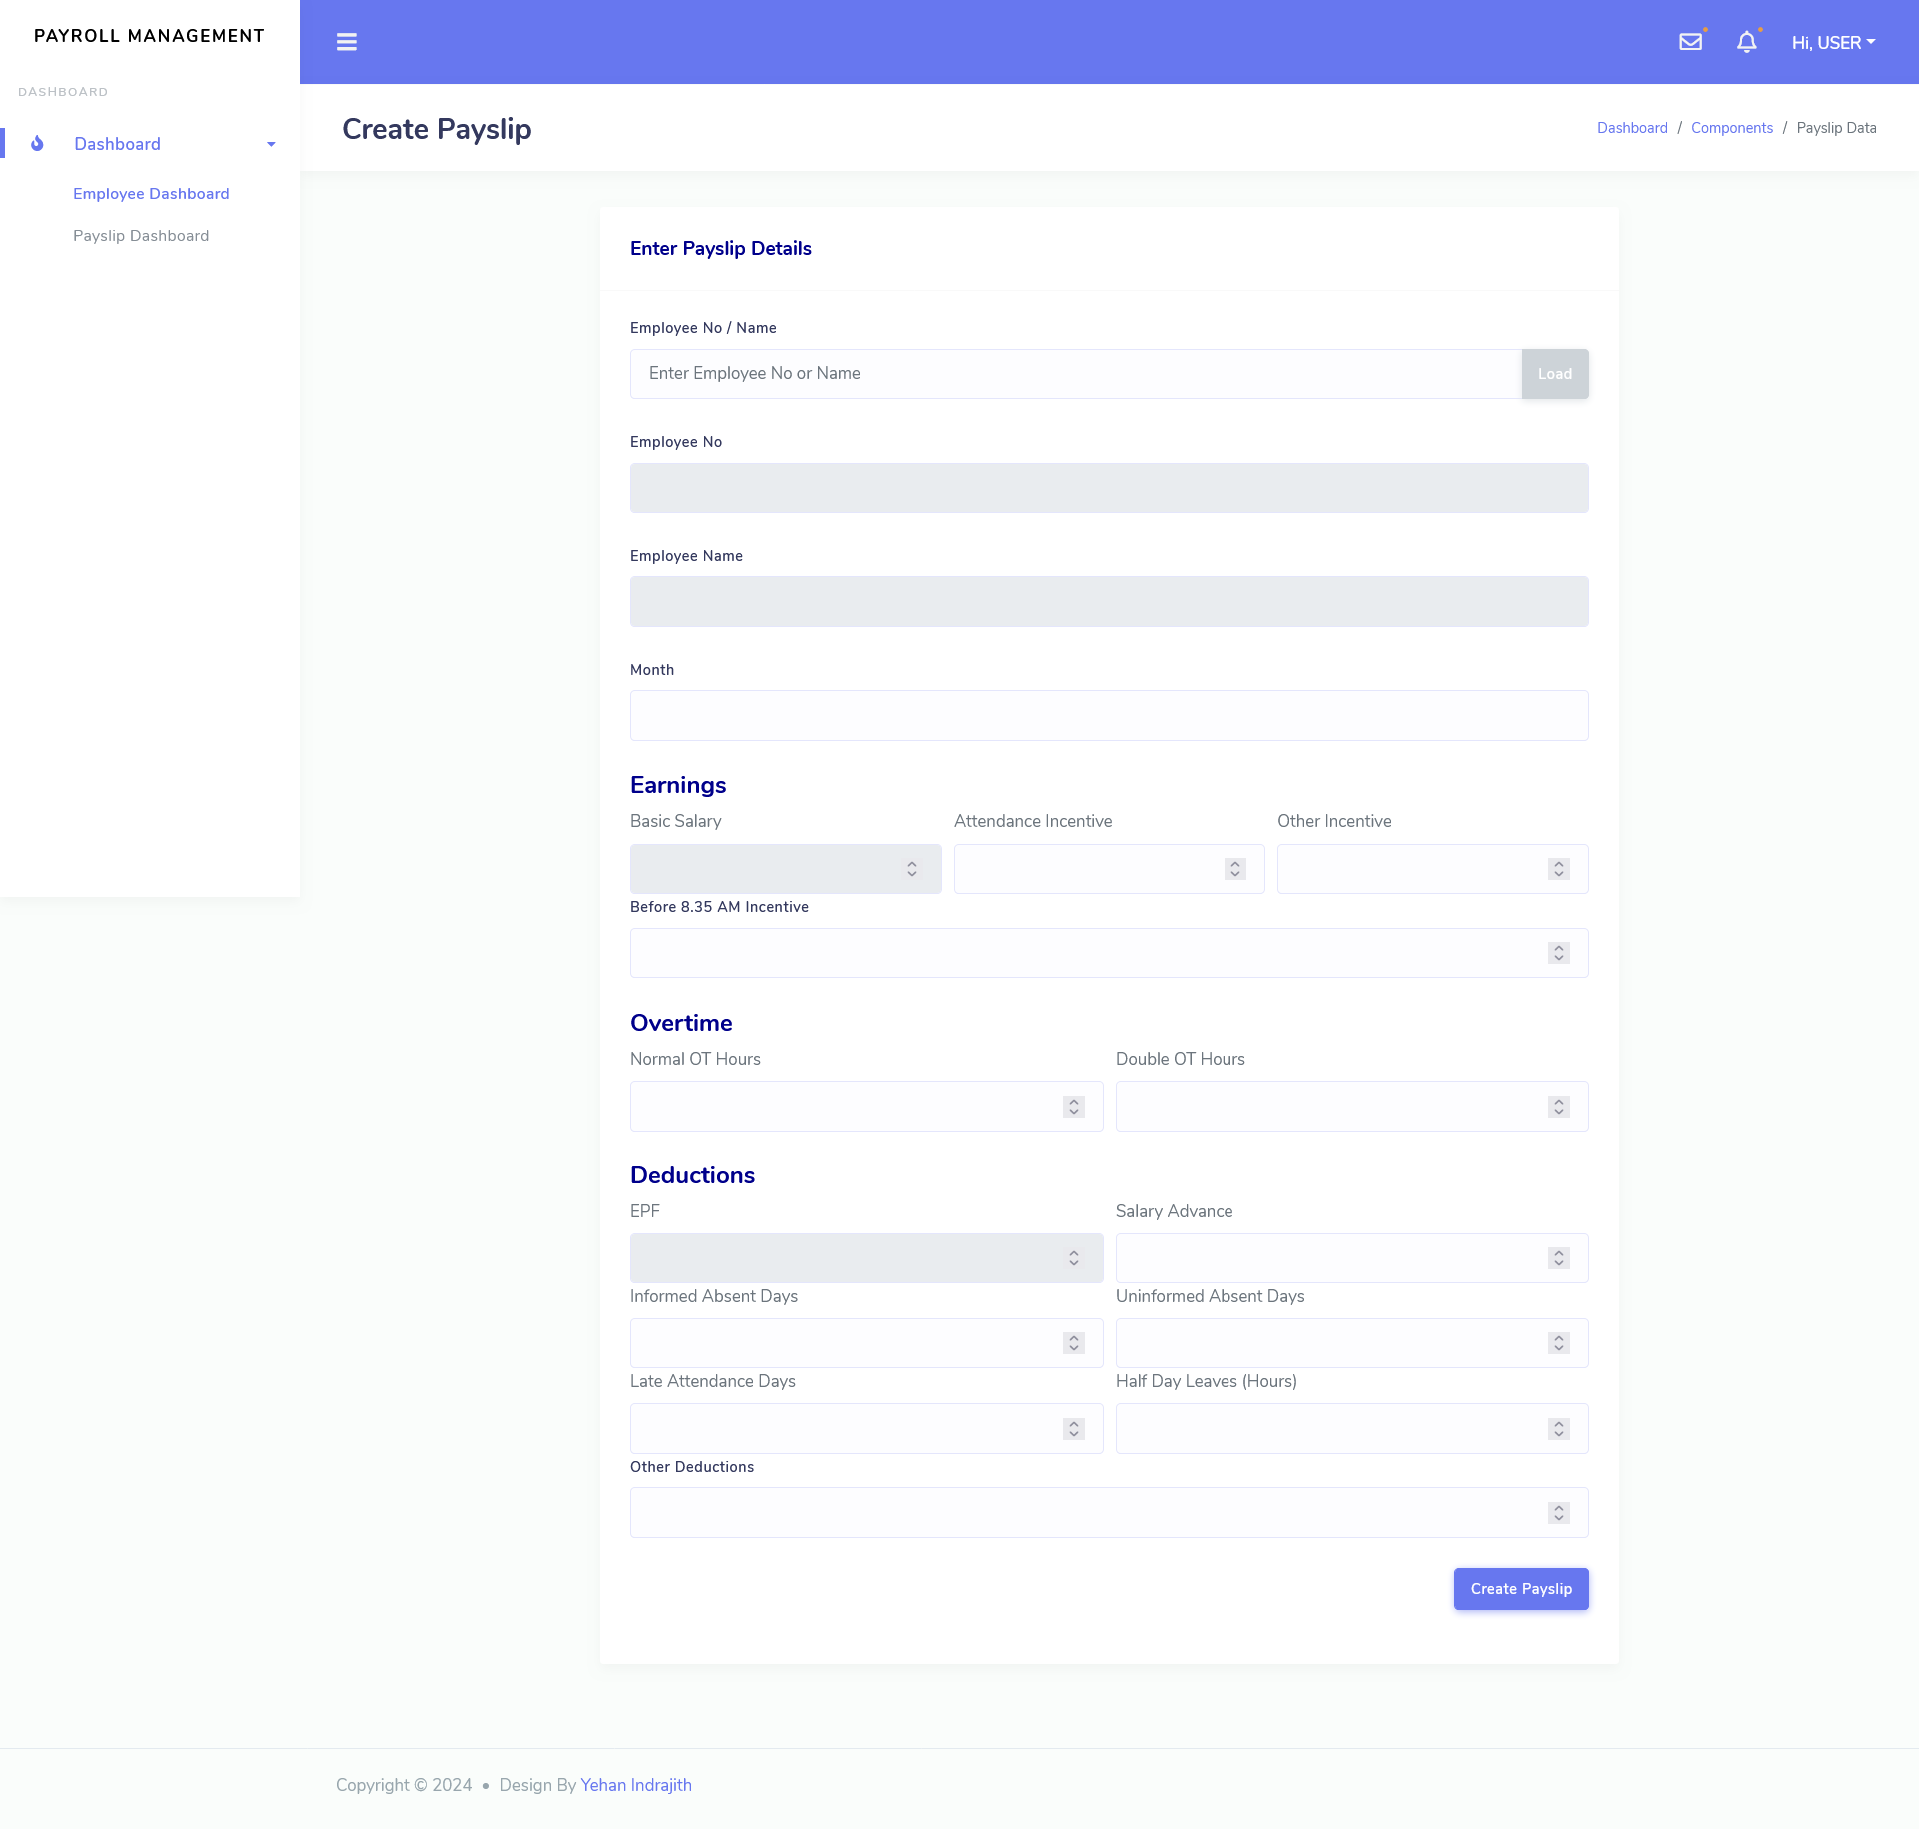 PAYROLL MANAGEMENT
DASHBOARD
Dashboard
Employee Dashboard
Payslip Dashboard
Hi, USER
Create Payslip
Dashboard / Components / Payslip Data
Enter Payslip Details
Employee No / Name
Enter Employee No or Name
Load
Employee No
Employee Name
Month
Earnings
Basic Salary Attendance Incentive Other Incentive
Before 8.35 AM Incentive
Overtime
Normal OT Hours Double OT Hours
Deductions
EPF Salary Advance
Informed Absent Days Uninformed Absent Days
Late Attendance Days Half Day Leaves (Hours)
Other Deductions
Create Payslip
Copyright © 2024 • Design By Yehan Indrajith